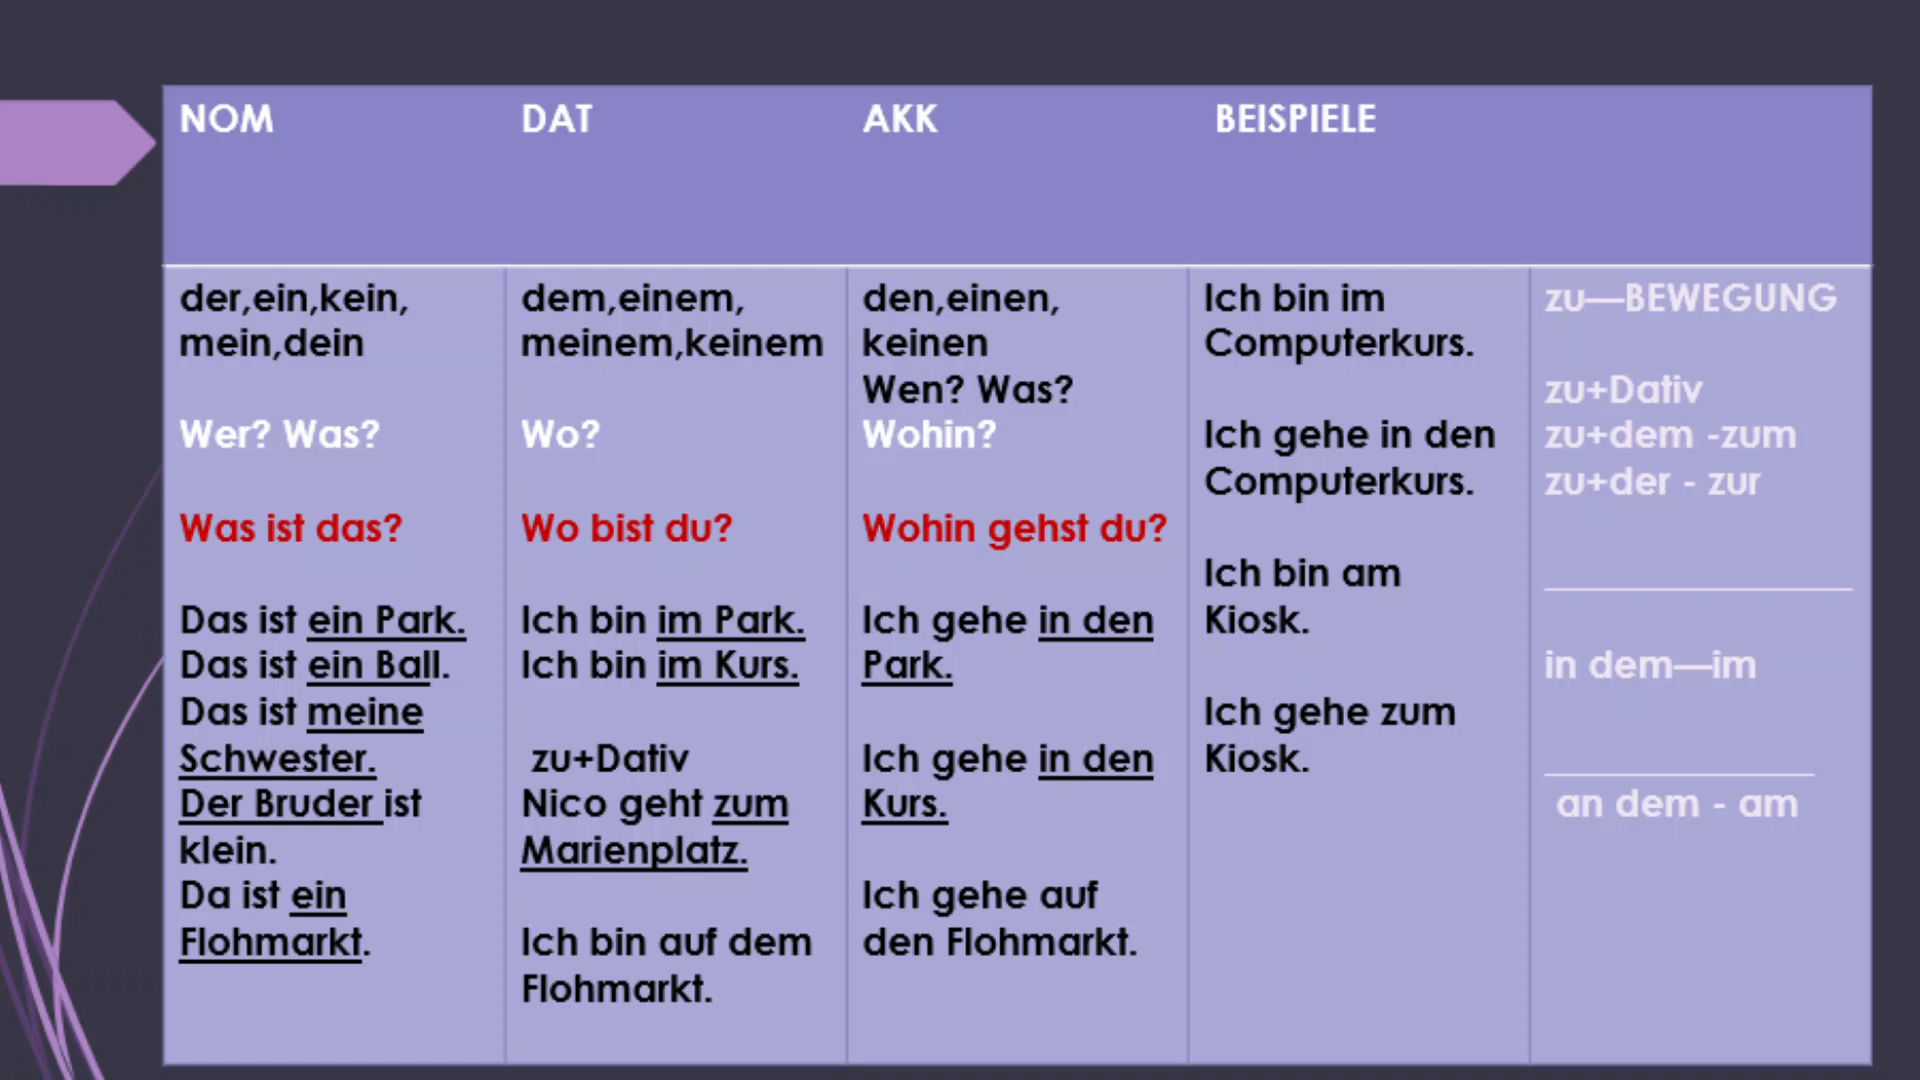 NOM
DAT
AKK
BEISPIELE
der,ein,kein,
mein,dein
Wer? Was?
Was ist das?
Das ist ein Park.
Das ist ein Ball.
Das ist meine
Schwester.
Der Bruder ist
klein.
Da ist ein
Flohmarkt.
dem,einem,
meinem,keinem
Wo?
Wo bist du?
Ich bin im Park.
Ich bin im Kurs.
zu+Dativ
Nico geht zum
Marienplatz.
Ich bin auf dem
Flohmarkt.
den,einen,
keinen
Wen? Was?
Wohin?
Wohin gehst du?
Ich gehe in den
Park.
Ich gehe in den
Kurs.
Ich gehe auf
den Flohmarkt.
Ich bin im
Computerkurs.
Ich gehe in den
Computerkurs.
Ich bin am
Kiosk.
Ich gehe zum
Kiosk.
zu—BEWEGUNG
zu+Dativ
zu+dem -zum
zu+der - zur
in dem—im
an dem - am